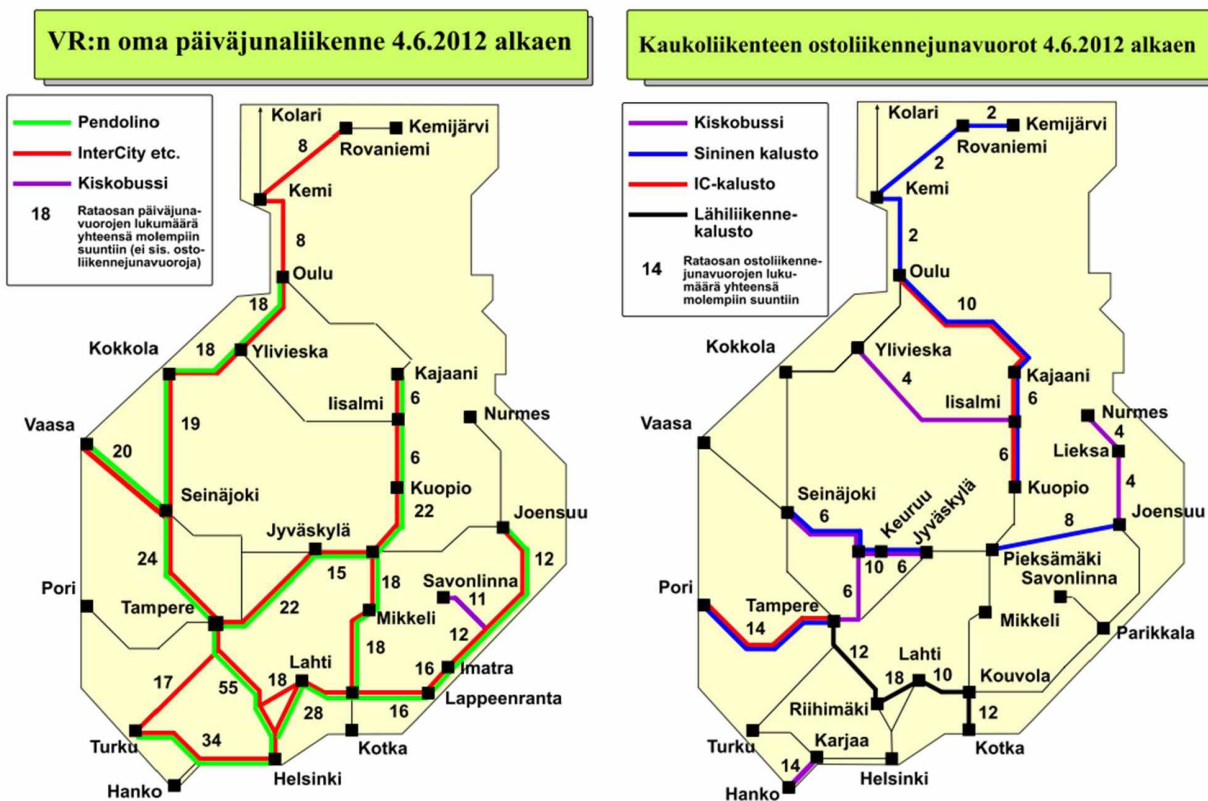 VR:n oma päiväjunaliikenne 4.6.2012 alkaen
Pendolino
InterCity etc.
Kiskobussi
18
Rataosan päiväjuna-
vuorojen lukumäärä
yhteensä molempiin
suuntiin (ei sis. osto-
liikennejunavuoroja)
Kolari
Kemijärvi
8
Rovaniemi
Kemi
8
Oulu
18
18
Ylivieska
Kokkola
Kajaani
6
19
Iisalmi
Nurmes
Vaasa
20
6
Seinäjoki
Kuopio
22
Jyväskylä
Joensuu
24
15
18
Savonlinna
12
Pori
11
Tampere
22
Mikkeli
12
18
Imatra
16
17
55
18
Lahti
Lappeenranta
28
16
Turku
34
Kotka
Helsinki
Hanko
Kaukoliikenteen ostoliikennejunavuorot 4.6.2012 alkaen
Kiskobussi
Sininen kalusto
IC-kalusto
Lähiliikenne-
kalusto
14
Rataosan ostoliikenne-
junavuorojen luku-
määrä yhteensä
molempiin suuntiin
Kolari
2
Kemijärvi
Rovaniemi
2
Kemi
2
Oulu
10
Ylivieska
Kokkola
4
Kajaani
Iisalmi
6
Nurmes
4
Vaasa
Lieksa
6
4
Kuopio
Seinäjoki
6
Keuruu
Jyväskylä
8
Joensuu
10
6
Pieksämäki
Savonlinna
Pori
6
Tampere
14
Mikkeli
Parikkala
12
Lahti
18
10
Kouvola
Riihimäki
12
Turku
Karjaa
Kotka
14
Helsinki
Hanko